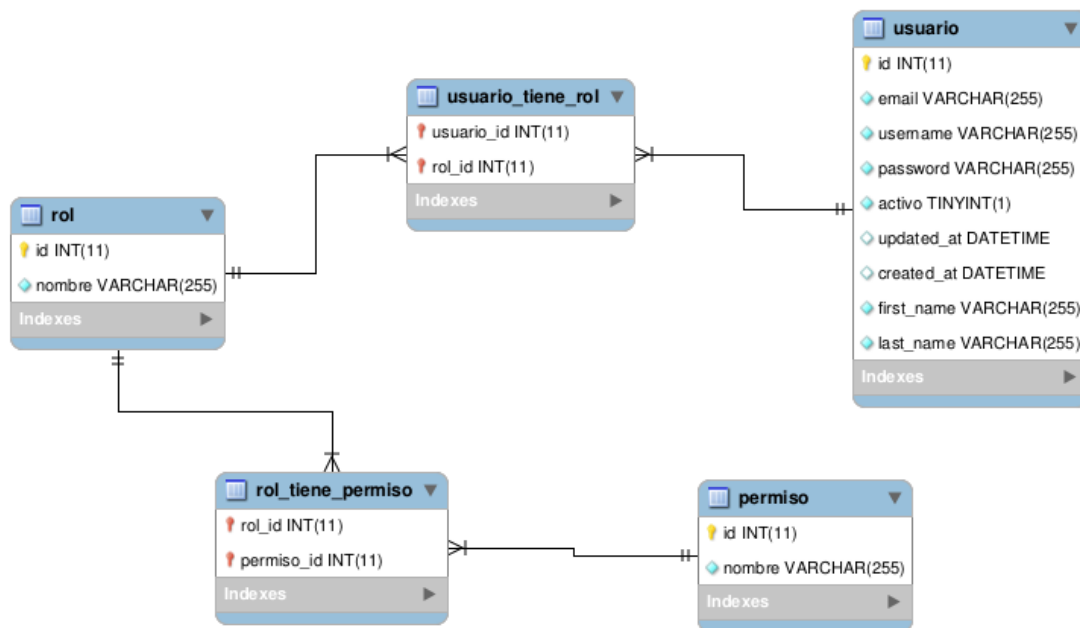 usuario
id INT(11)
email VARCHAR(255)
username VARCHAR(255)
password VARCHAR(255)
activo TINYINT(1)
updated_at DATETIME
created_at DATETIME
first_name VARCHAR(255)
last_name VARCHAR(255)
Indexes
usuario_tiene_rol
usuario_id INT(11)
rol_id INT(11)
Indexes
rol
id INT(11)
nombre VARCHAR(255)
Indexes
rol_tiene_permiso
rol_id INT(11)
permiso_id INT(11)
Indexes
permiso
id INT(11)
nombre VARCHAR(255)
Indexes